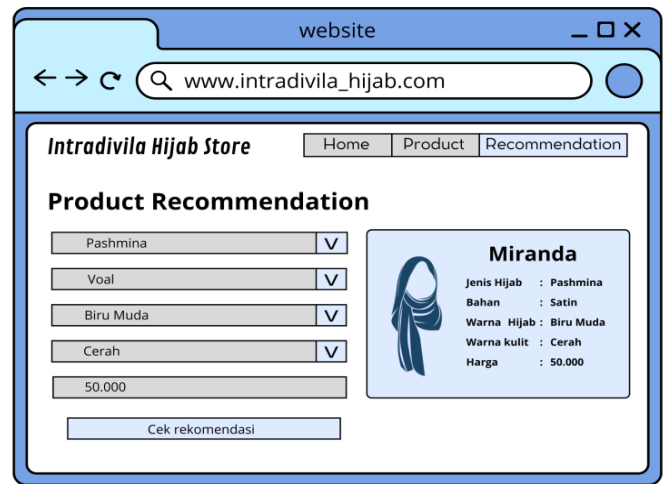 website
www.intradivila_hijab.com
Intradivila Hijab Store
Home Product Recommendation
Product Recommendation
Pashmina V
Voal V
Biru Muda V
Cerah V
50.000
Cek rekomendasi
Miranda
Jenis Hijab : Pashmina
Bahan : Satin
Warna Hijab : Biru Muda
Warna kulit : Cerah
Harga : 50.000